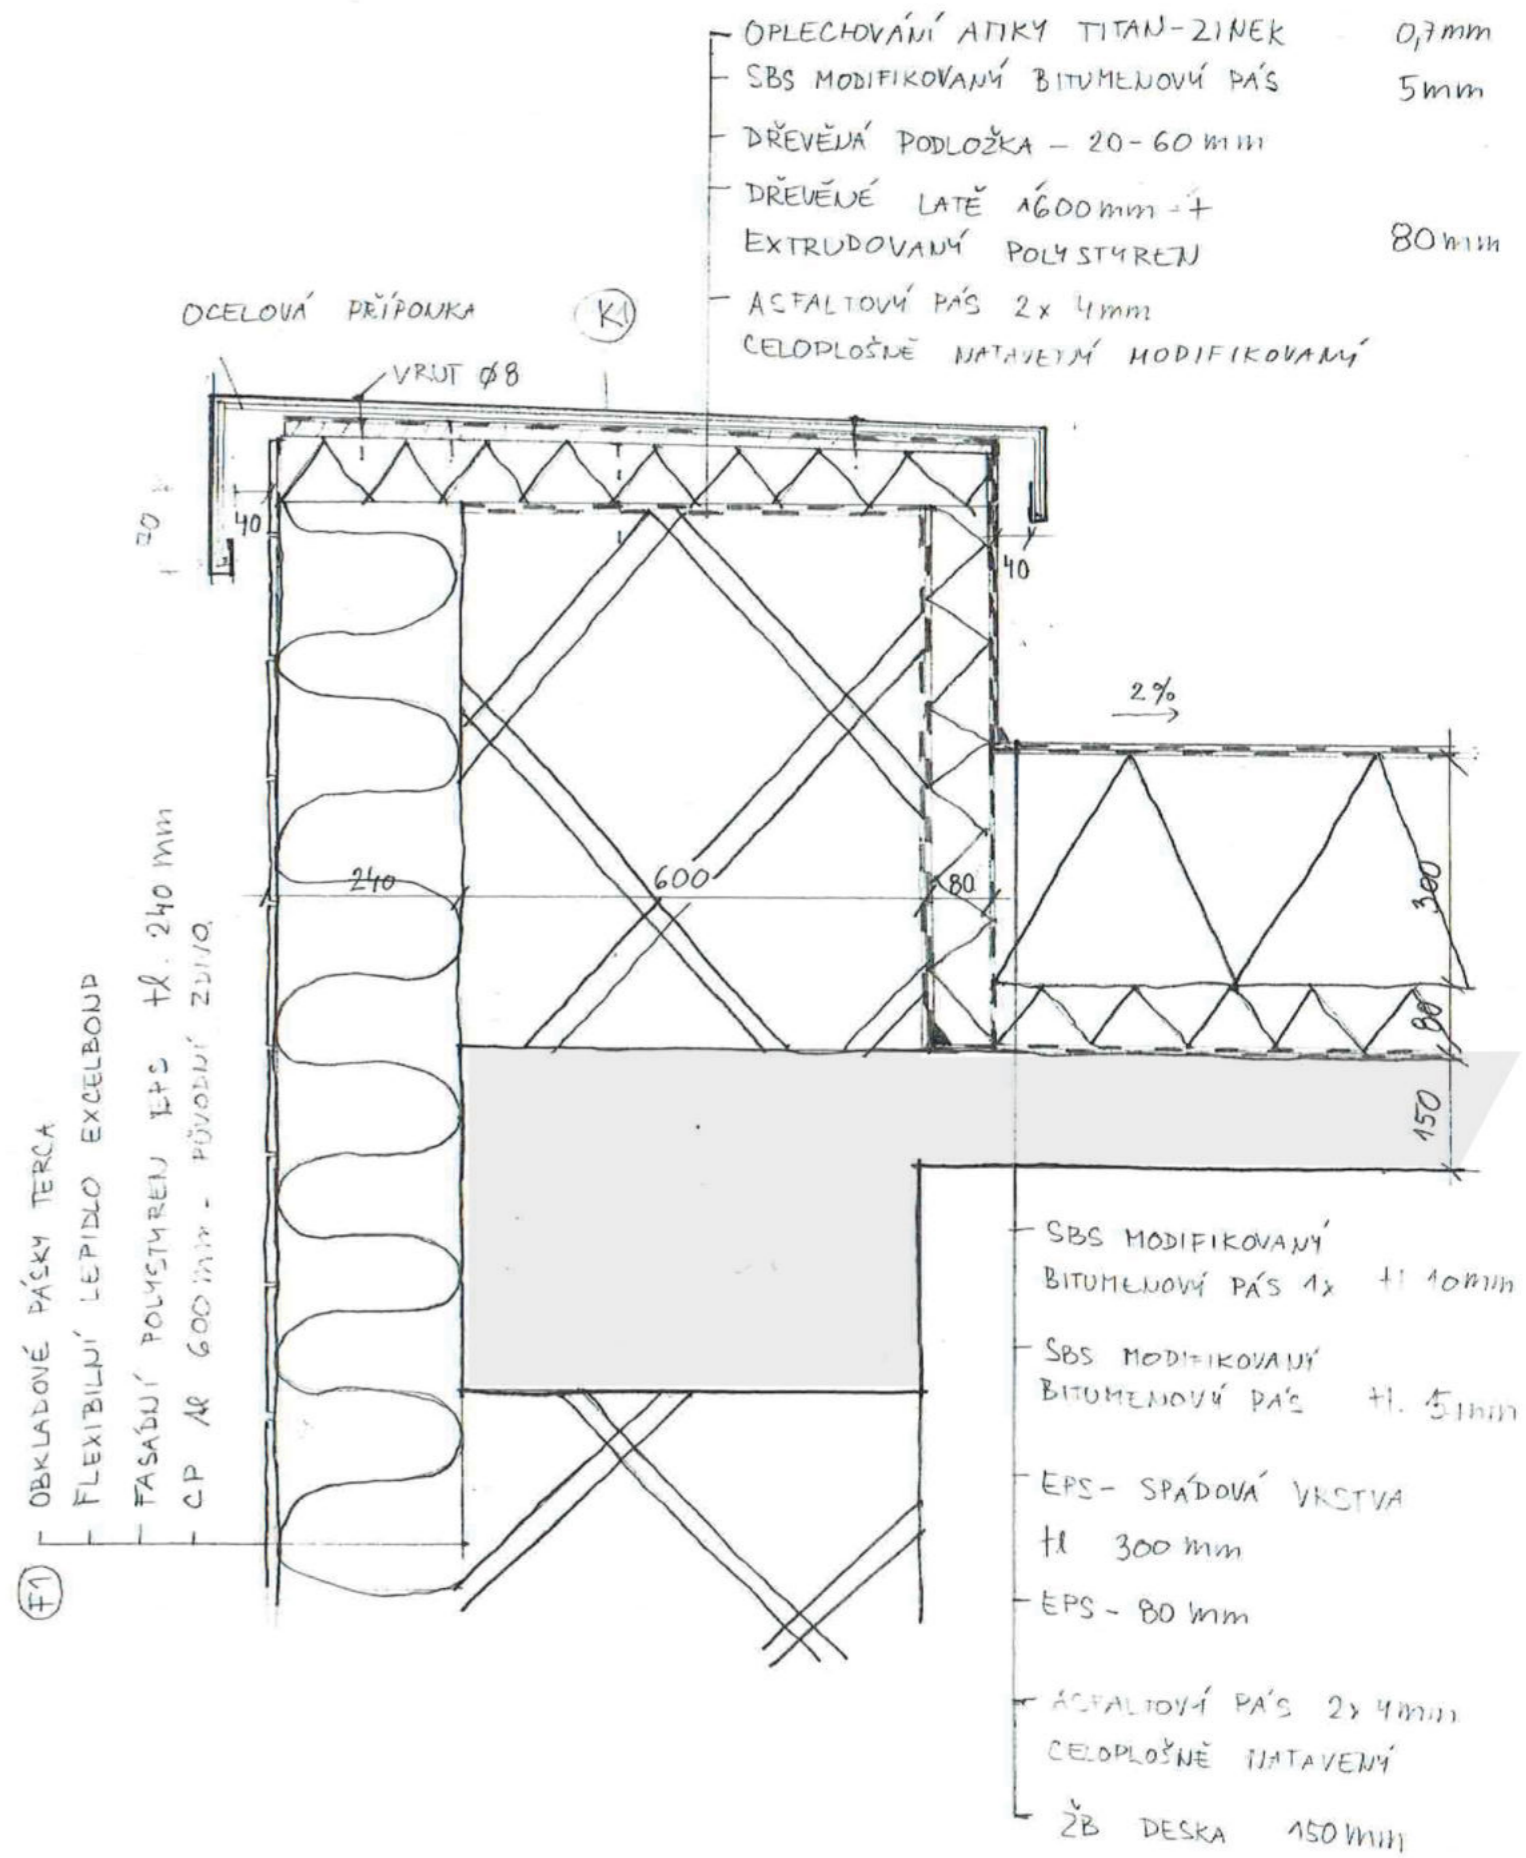 OPLECHOVÁNÍ ATIKY TITAN-ZINEK 0,7mm
SBS MODIFIKOVANÝ BITUMENOVÝ PÁS 5mm
DŘEVĚNÁ PODLOŽKA - 20-60 mm
DŘEVĚNÉ LATĚ á600mm +
EXTRUDOVANÝ POLYSTYREN 80mm
ASFALTOVÝ PÁS 2x 4mm
CELOPLOŠNĚ NATAVENÝ MODIFIKOVANÝ
OCELOVÁ PŘÍPONKA
K1
VRUT ø8
70
40
40
2%
240
600
80
300
80
150
OBKLADOVÉ PÁSKY TERCA
FLEXIBILNÍ LEPIDLO EXCELBOND
FASÁDNÍ POLYSTYREN EPS tl. 240 mm
CP tl 600 mm - PŮVODNÍ ZDIVO
F1
SBS MODIFIKOVANÝ
BITUMENOVÝ PÁS 1x tl 10mm
SBS MODIFIKOVANÝ
BITUMENOVÝ PÁS tl. 5mm
EPS- SPÁDOVÁ VRSTVA
tl 300 mm
EPS - 80 mm
ASFALTOVÝ PÁS 2x 4mm
CELOPLOŠNĚ NATAVENÝ
ŽB DESKA 150 mm